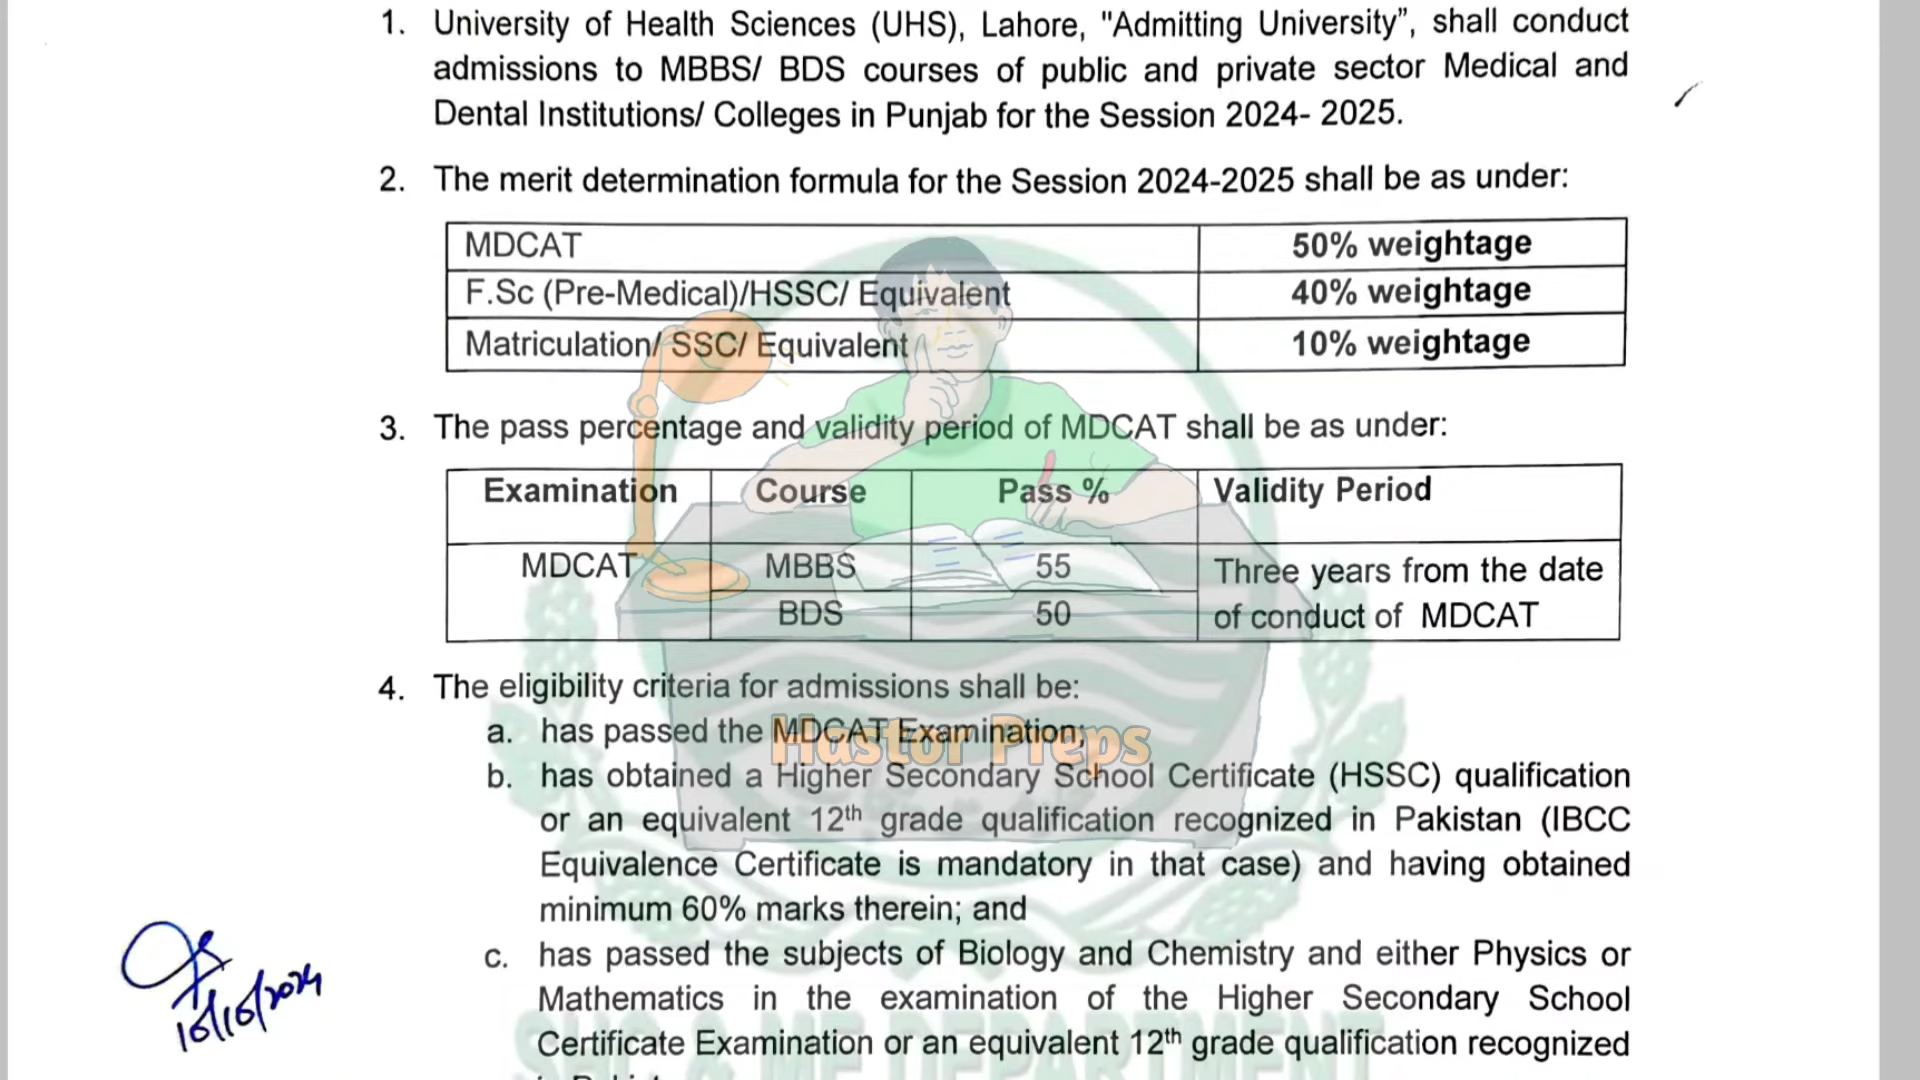 1. University of Health Sciences (UHS), Lahore, "Admitting University”, shall conduct
admissions to MBBS/ BDS courses of public and private sector Medical and
Dental Institutions/ Colleges in Punjab for the Session 2024- 2025.
2. The merit determination formula for the Session 2024-2025 shall be as under:
MDCAT 50% weightage
F.Sc (Pre-Medical)/HSSC/ Equivalent 40% weightage
Matriculation/ SSC/ Equivalent 10% weightage
3. The pass percentage and validity period of MDCAT shall be as under:
Examination Course Pass % Validity Period
MDCAT MBBS 55 Three years from the date
BDS 50 of conduct of MDCAT
4. The eligibility criteria for admissions shall be:
a. has passed the MDCAT Examination;
Hastor Preps
b. has obtained a Higher Secondary School Certificate (HSSC) qualification
or an equivalent 12th grade qualification recognized in Pakistan (IBCC
Equivalence Certificate is mandatory in that case) and having obtained
minimum 60% marks therein; and
c. has passed the subjects of Biology and Chemistry and either Physics or
Mathematics in the examination of the Higher Secondary School
Certificate Examination or an equivalent 12th grade qualification recognized
16/10/2024